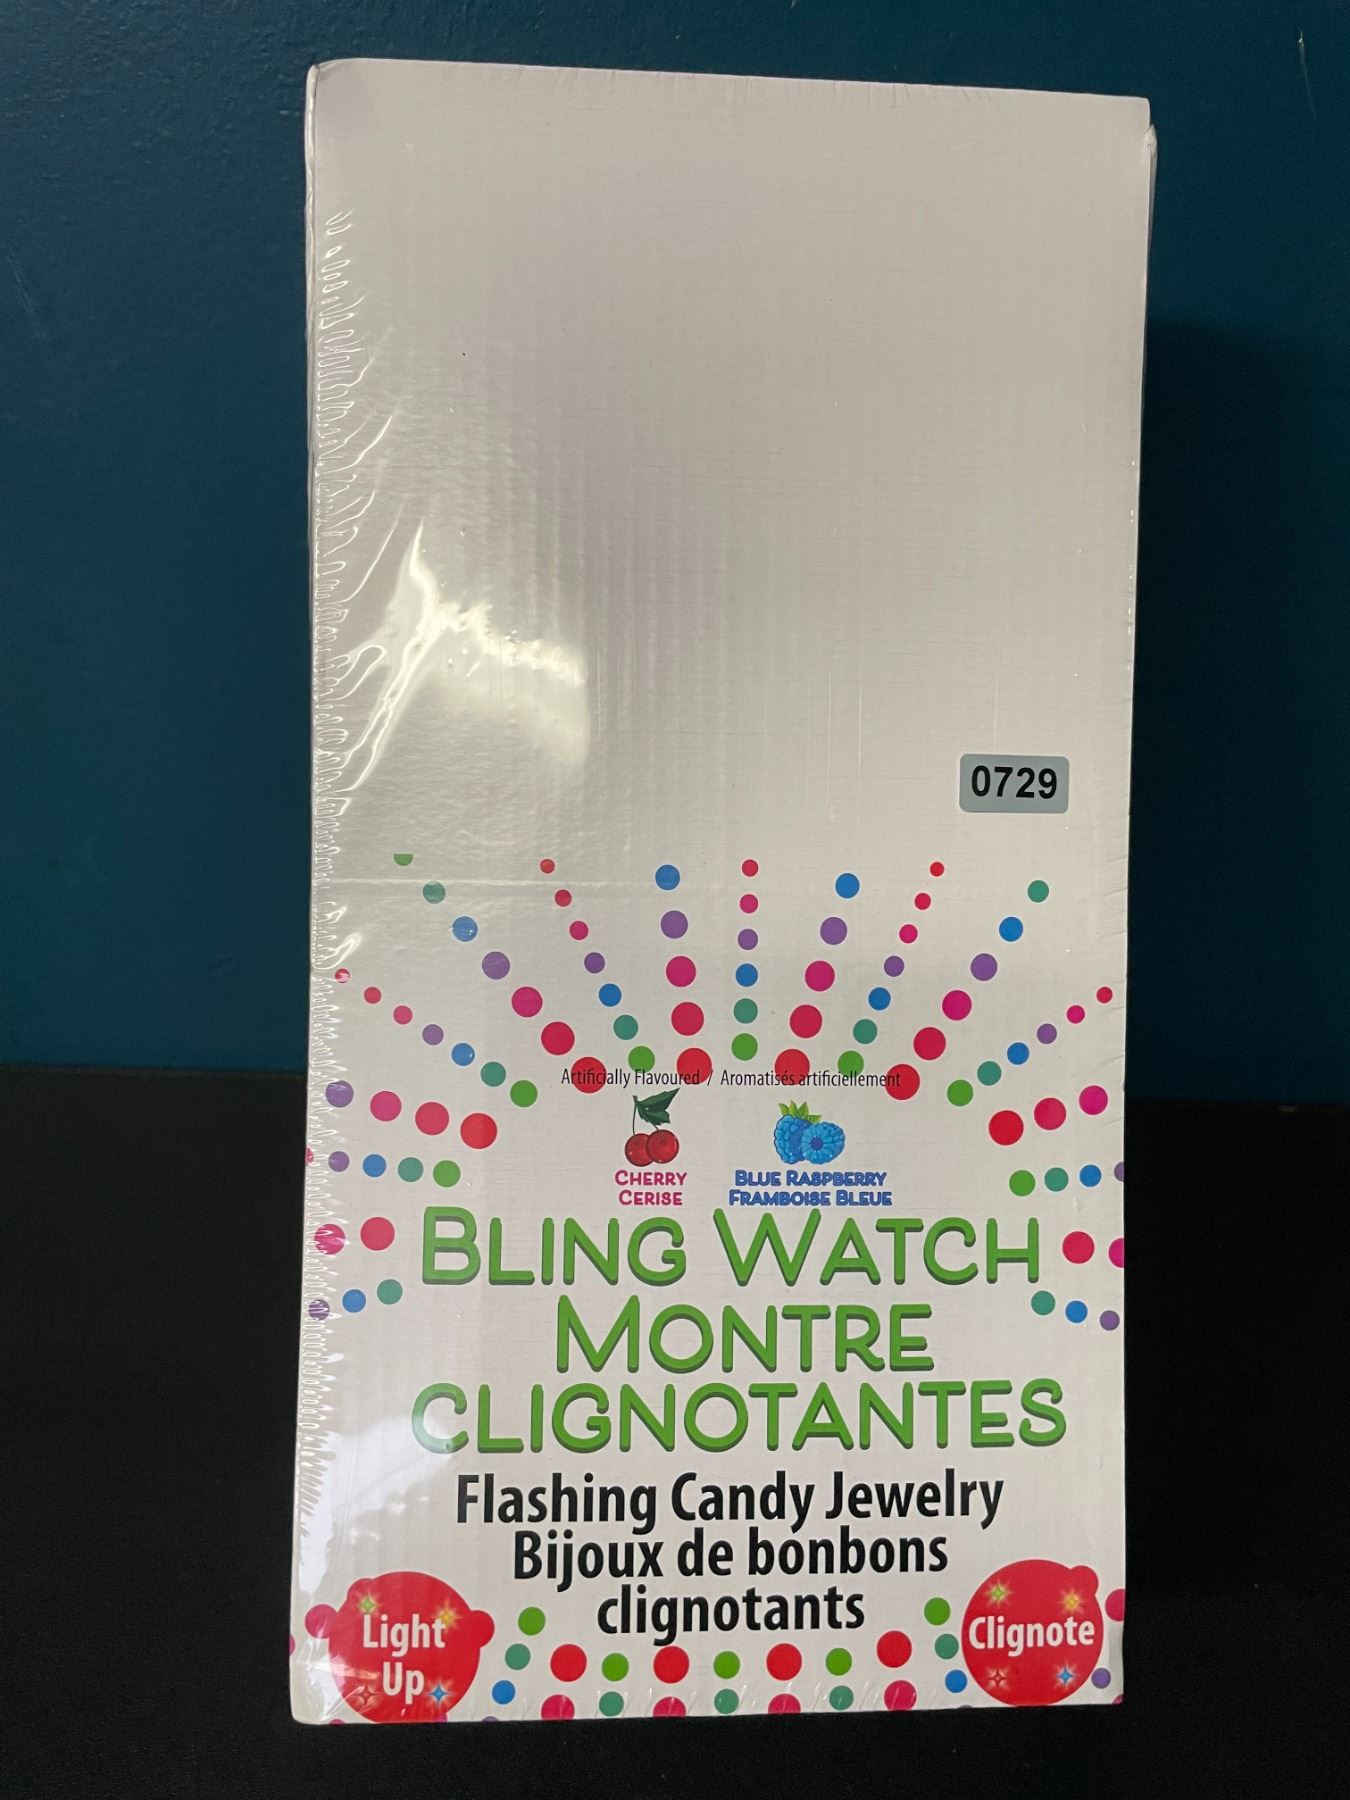 0729
Artificially Flavoured / Aromatisés artificiellement
CHERRY
CERISE
BLUE RASPBERRY
FRAMBOISE BLEUE
BLING WATCH
MONTRE
CLIGNOTANTES
Flashing Candy Jewelry
Bijoux de bonbons
clignotants
Light
Up
Clignote